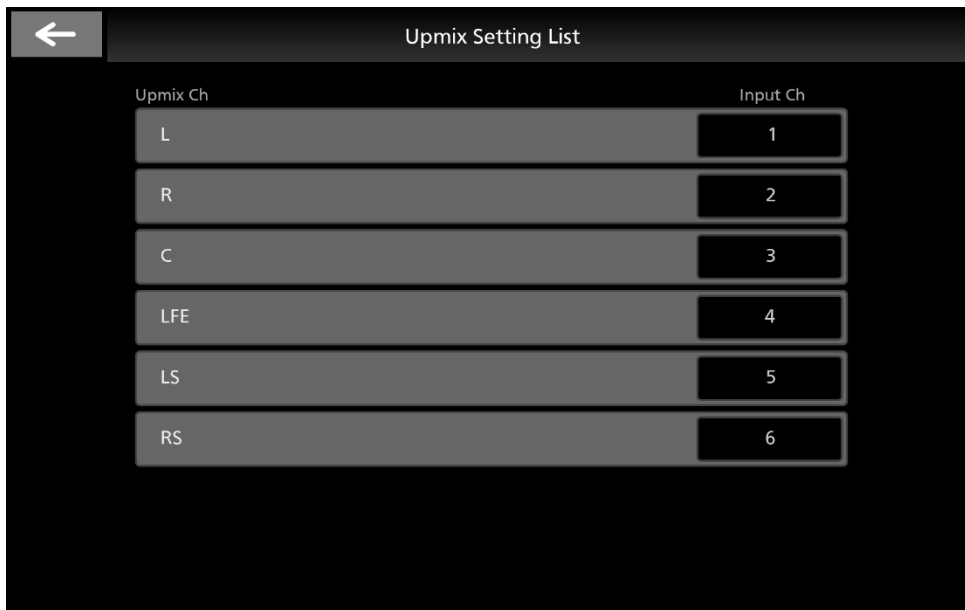 Upmix Setting List
Upmix Ch Input Ch
L 1
R 2
C 3
LFE 4
LS 5
RS 6